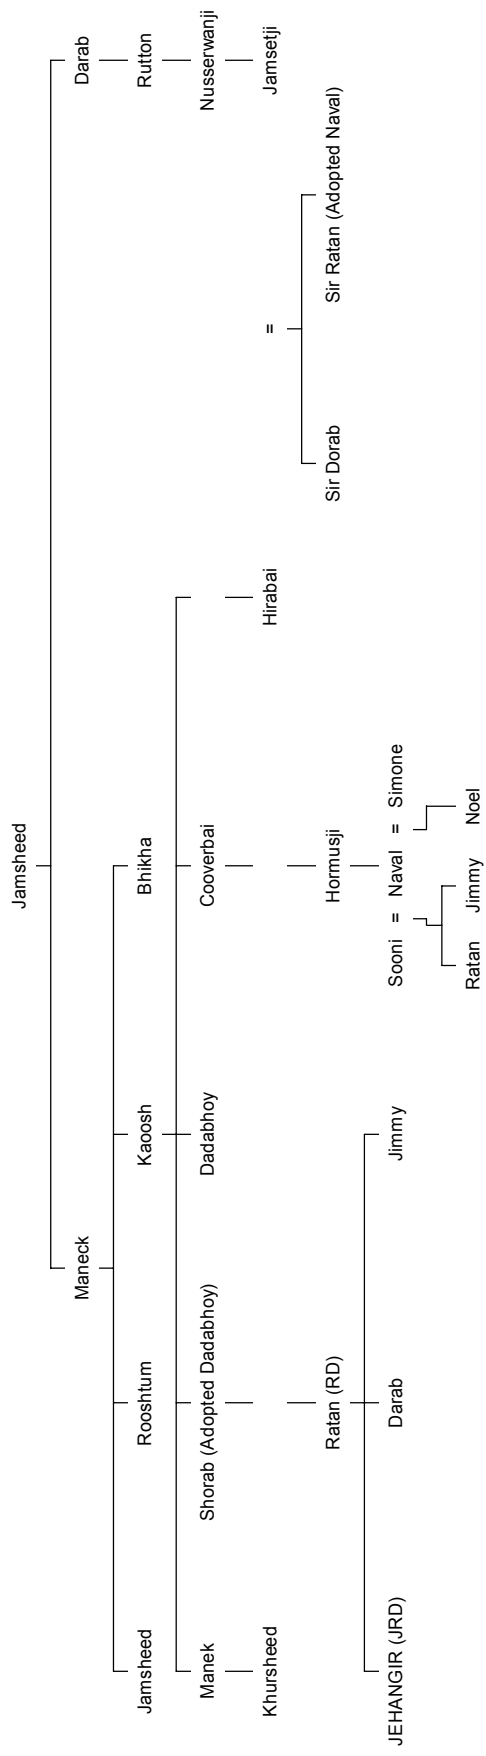 Jamsheed
Maneck Darab
Jamsheed Rooshtum Kaoosh Bhikha Rutton
Manek Shorab (Adopted Dadabhoy) Dadabhoy Cooverbai Nusserwanji
Khursheed Hirabai = Jamsetji
Ratan (RD) Hormusji Sir Dorab Sir Ratan (Adopted Naval)
JEHANGIR (JRD) Darab Jimmy Sooni = Naval = Simone
Ratan Jimmy Noel